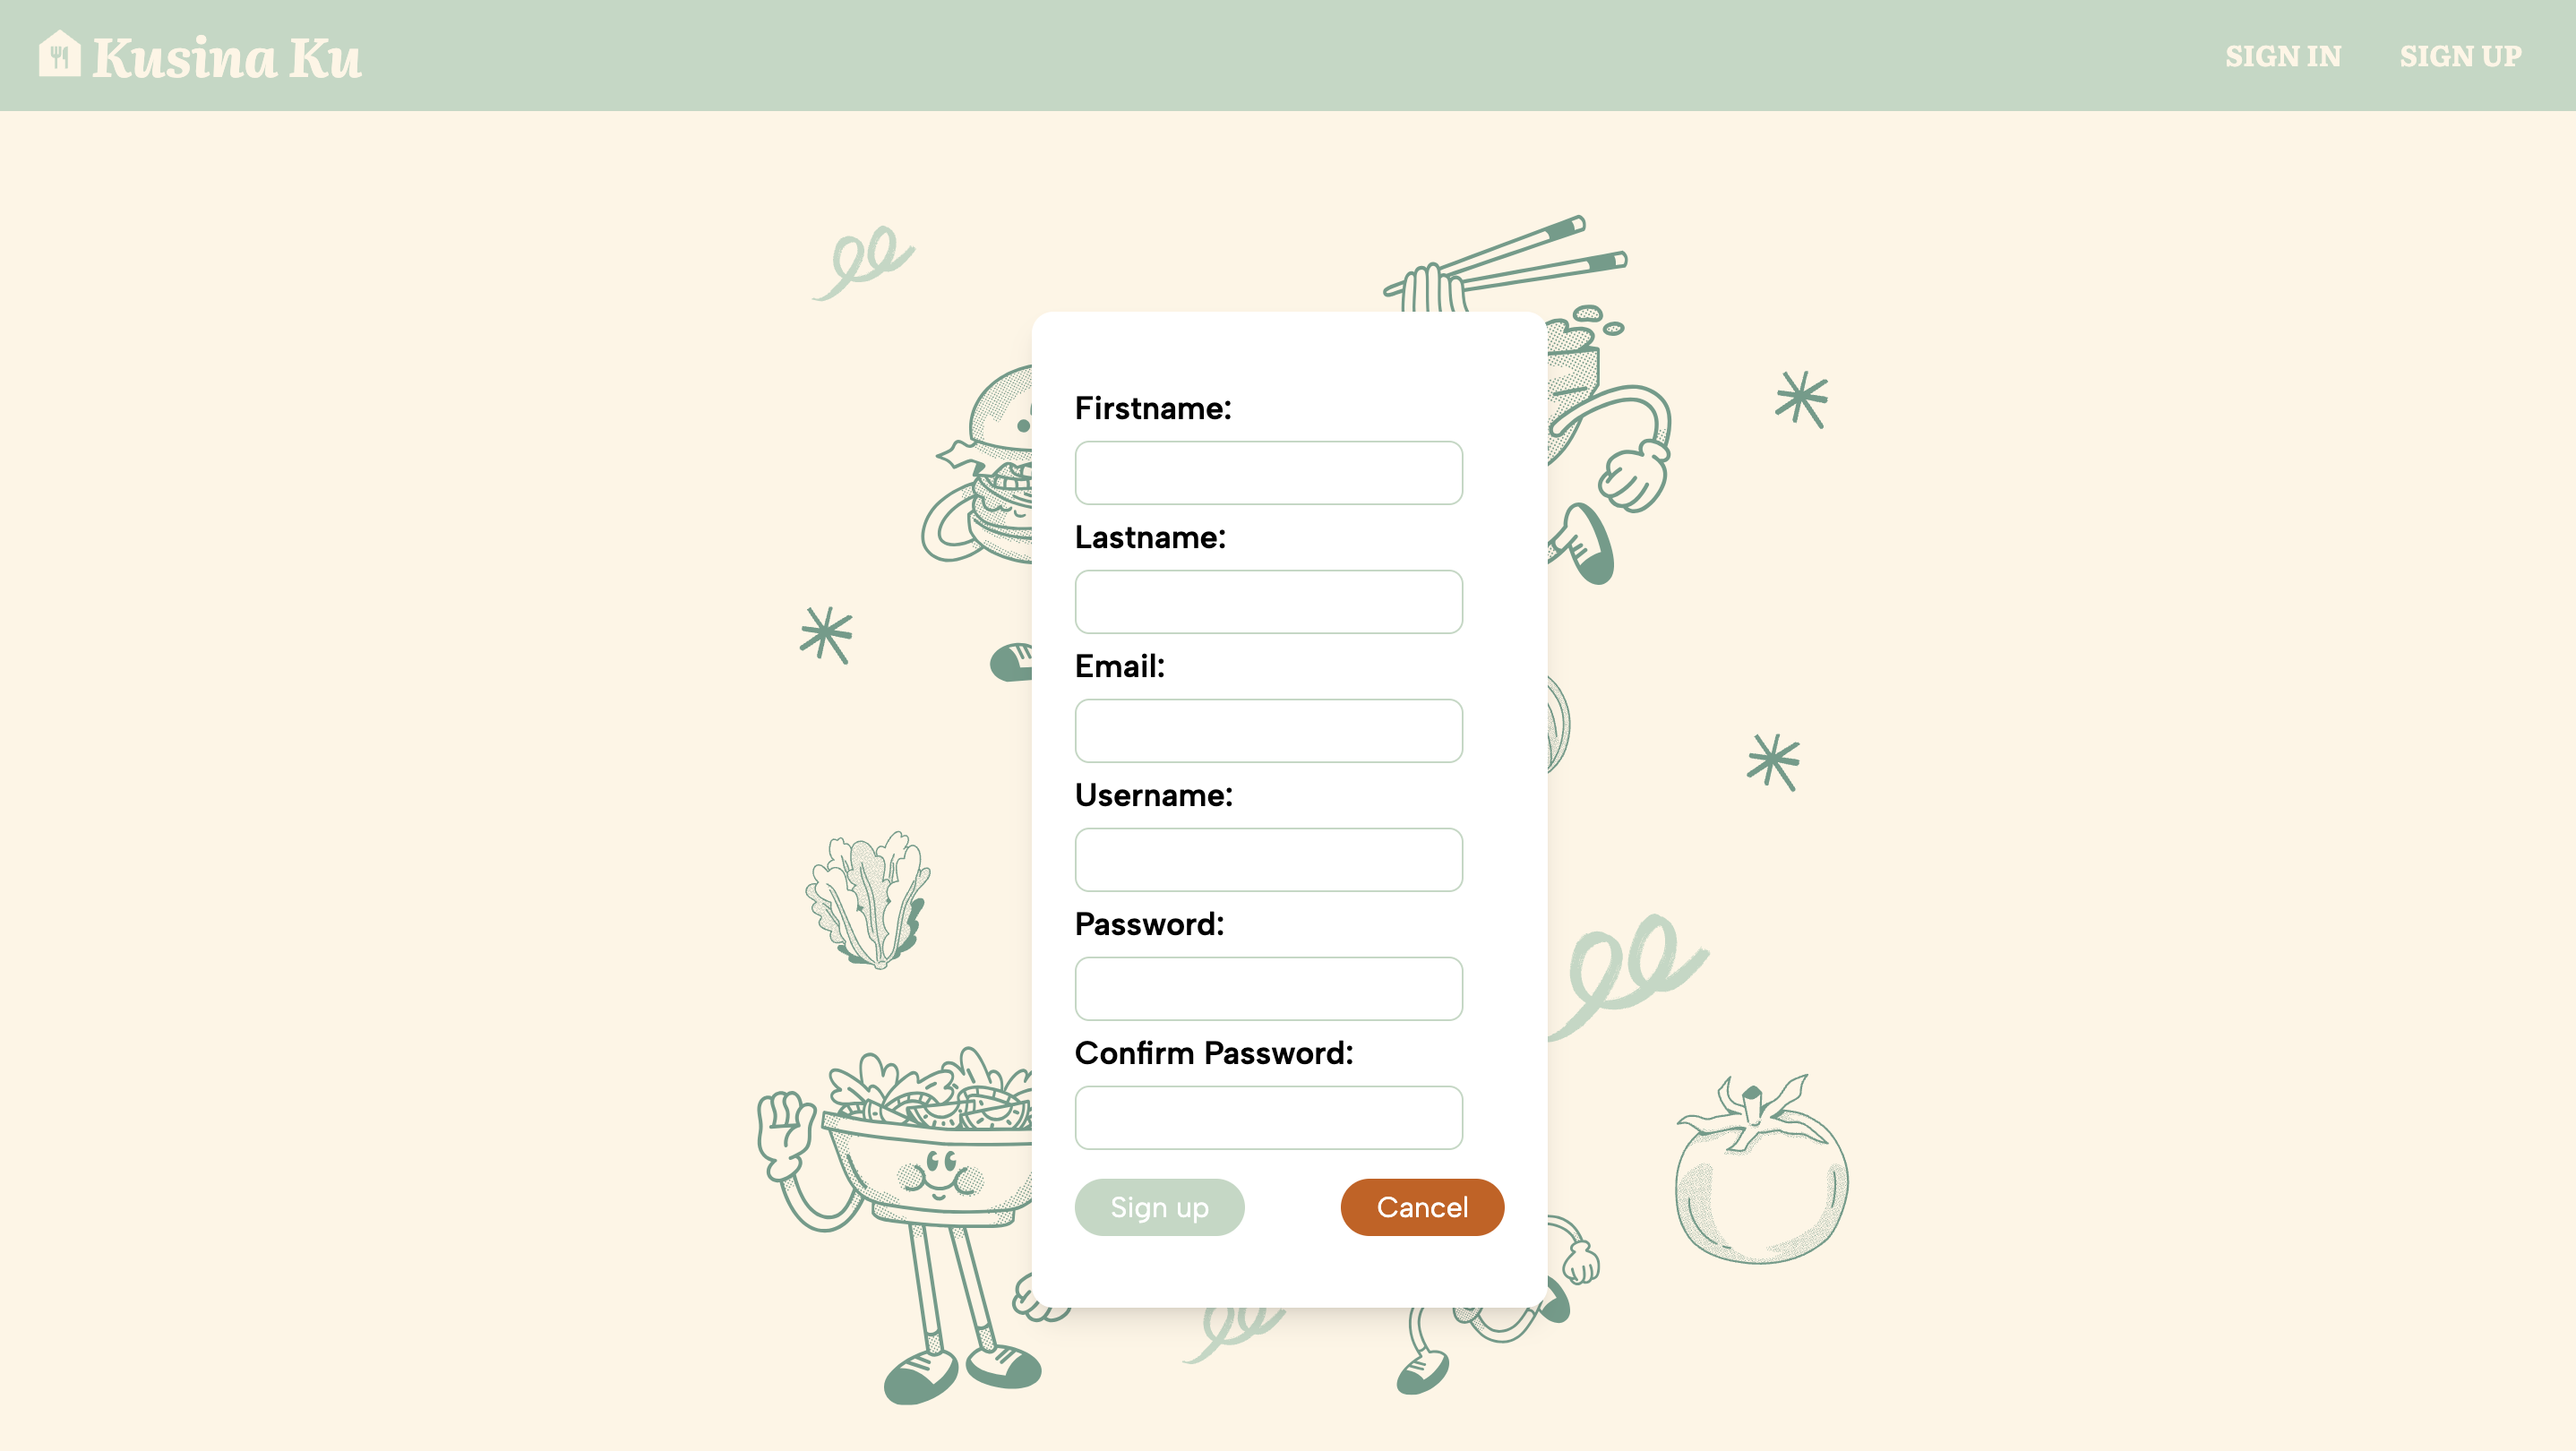 Kusina Ku
SIGN IN
SIGN UP
Firstname:
Lastname:
Email:
Username:
Password:
Confirm Password:
Sign up
Cancel